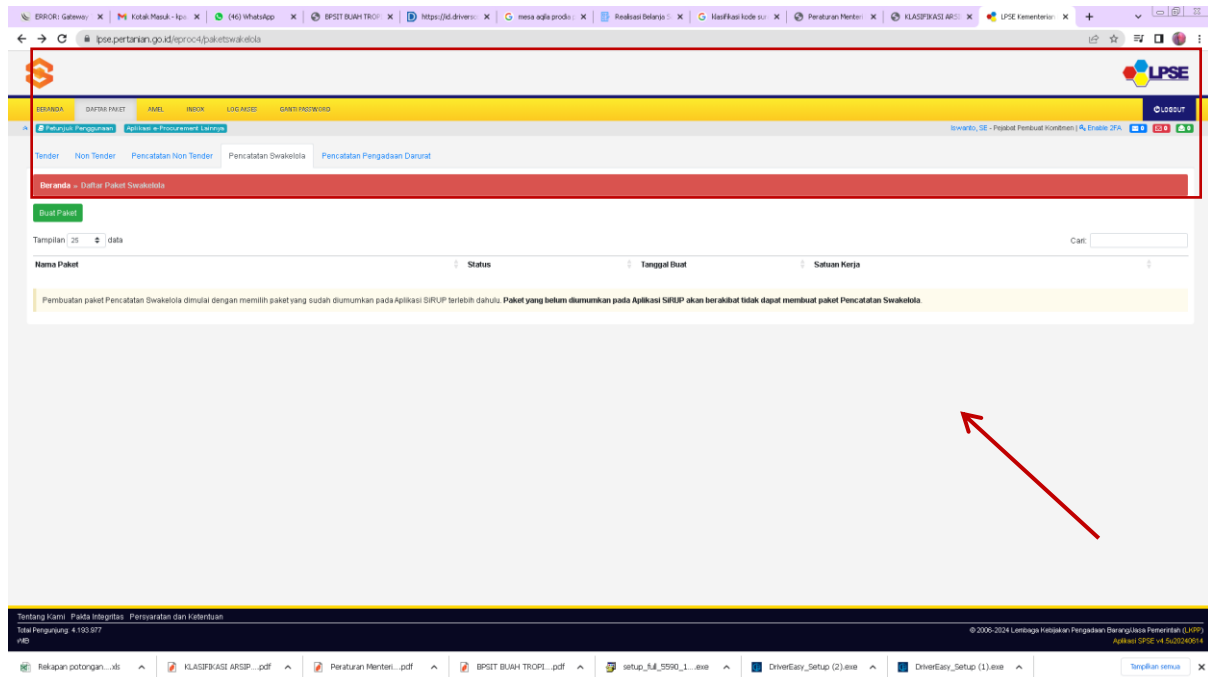 ERROR: Gateway
Kotak Masuk - kpa
(46) WhatsApp
BPSIT BUAH TROP
https://id.driverse
mesa aqila prodia
Realisasi Belanja S
klasifikasi kode su
Peraturan Menteri
KLASIFIKASI ARSI
LPSE Kementerian
lpse.pertanian.go.id/eproc4/paketswakelola
LPSE
BERANDA DAFTAR PAKET AMEL INBOX LOG AKSES GANTI PASSWORD LOGOUT
Petunjuk Penggunaan Aplikasi e-Procurement Lainnya Iswanto, SE - Pejabat Pembuat Komitmen | Enable 2FA 0 0 0
Tender Non Tender Pencatatan Non Tender Pencatatan Swakelola Pencatatan Pengadaan Darurat
Beranda » Daftar Paket Swakelola
Buat Paket
Tampilan 25 data Cari:
Nama Paket Status Tanggal Buat Satuan Kerja
Pembuatan paket Pencatatan Swakelola dimulai dengan memilih paket yang sudah diumumkan pada Aplikasi SIRUP terlebih dahulu. Paket yang belum diumumkan pada Aplikasi SIRUP akan berakibat tidak dapat membuat paket Pencatatan Swakelola.
Tentang Kami Pakta Integritas Persyaratan dan Ketentuan
Total Pengunjung: 4.193.977 © 2006-2024 Lembaga Kebijakan Pengadaan Barang/Jasa Pemerintah (LKPP)
Aplikasi SPSE v4.5u20240614
Rekapan potongan....xls KLASIFIKASI ARSIP....pdf Peraturan Menteri....pdf BPSIT BUAH TROPI....pdf setup_full_5590_1....exe DriverEasy_Setup (2).exe DriverEasy_Setup (1).exe Tampilkan semua